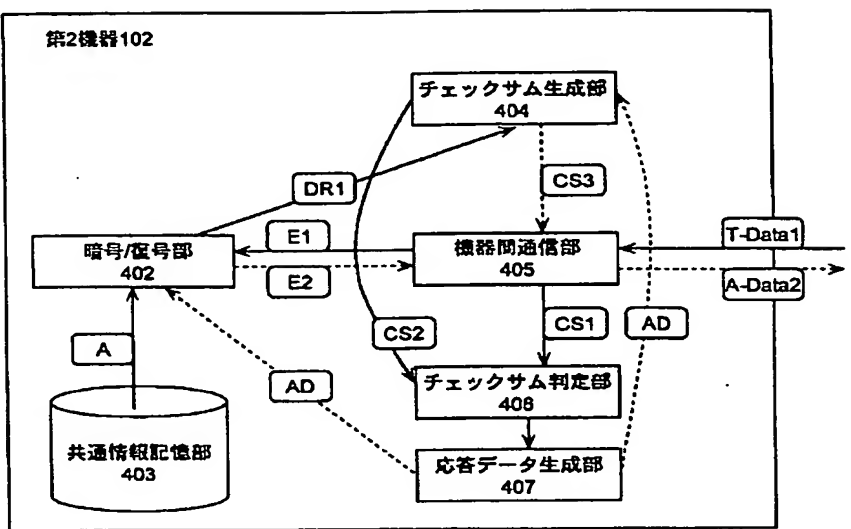 第2機器102
チェックサム生成部
404
DR1
CS3
暗号/復号部
402
E1
E2
機器間通信部
405
T-Data1
A-Data2
A
CS2
CS1
AD
AD
チェックサム判定部
406
共通情報記憶部
403
応答データ生成部
407